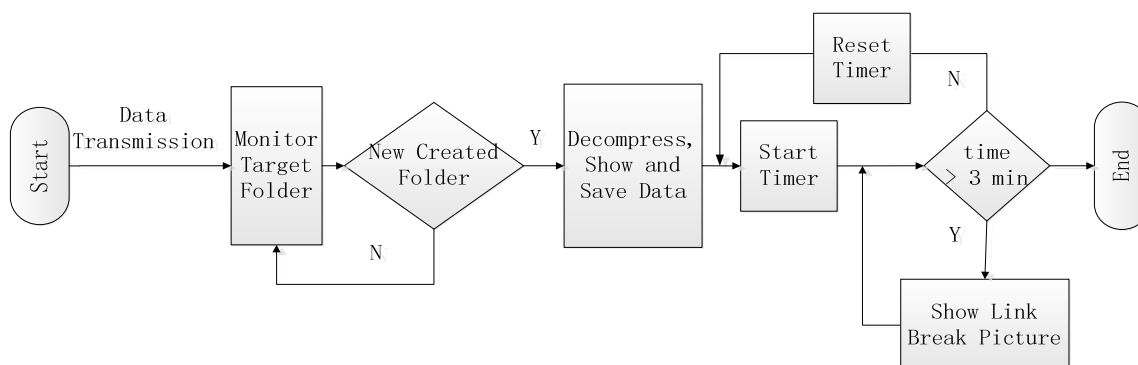 Start
Data
Transmission
Monitor
Target
Folder
New Created
Folder
N
Y
Decompress,
Show and
Save Data
Start
Timer
Reset
Timer
N
time
> 3 min
Y
Show Link
Break Picture
End